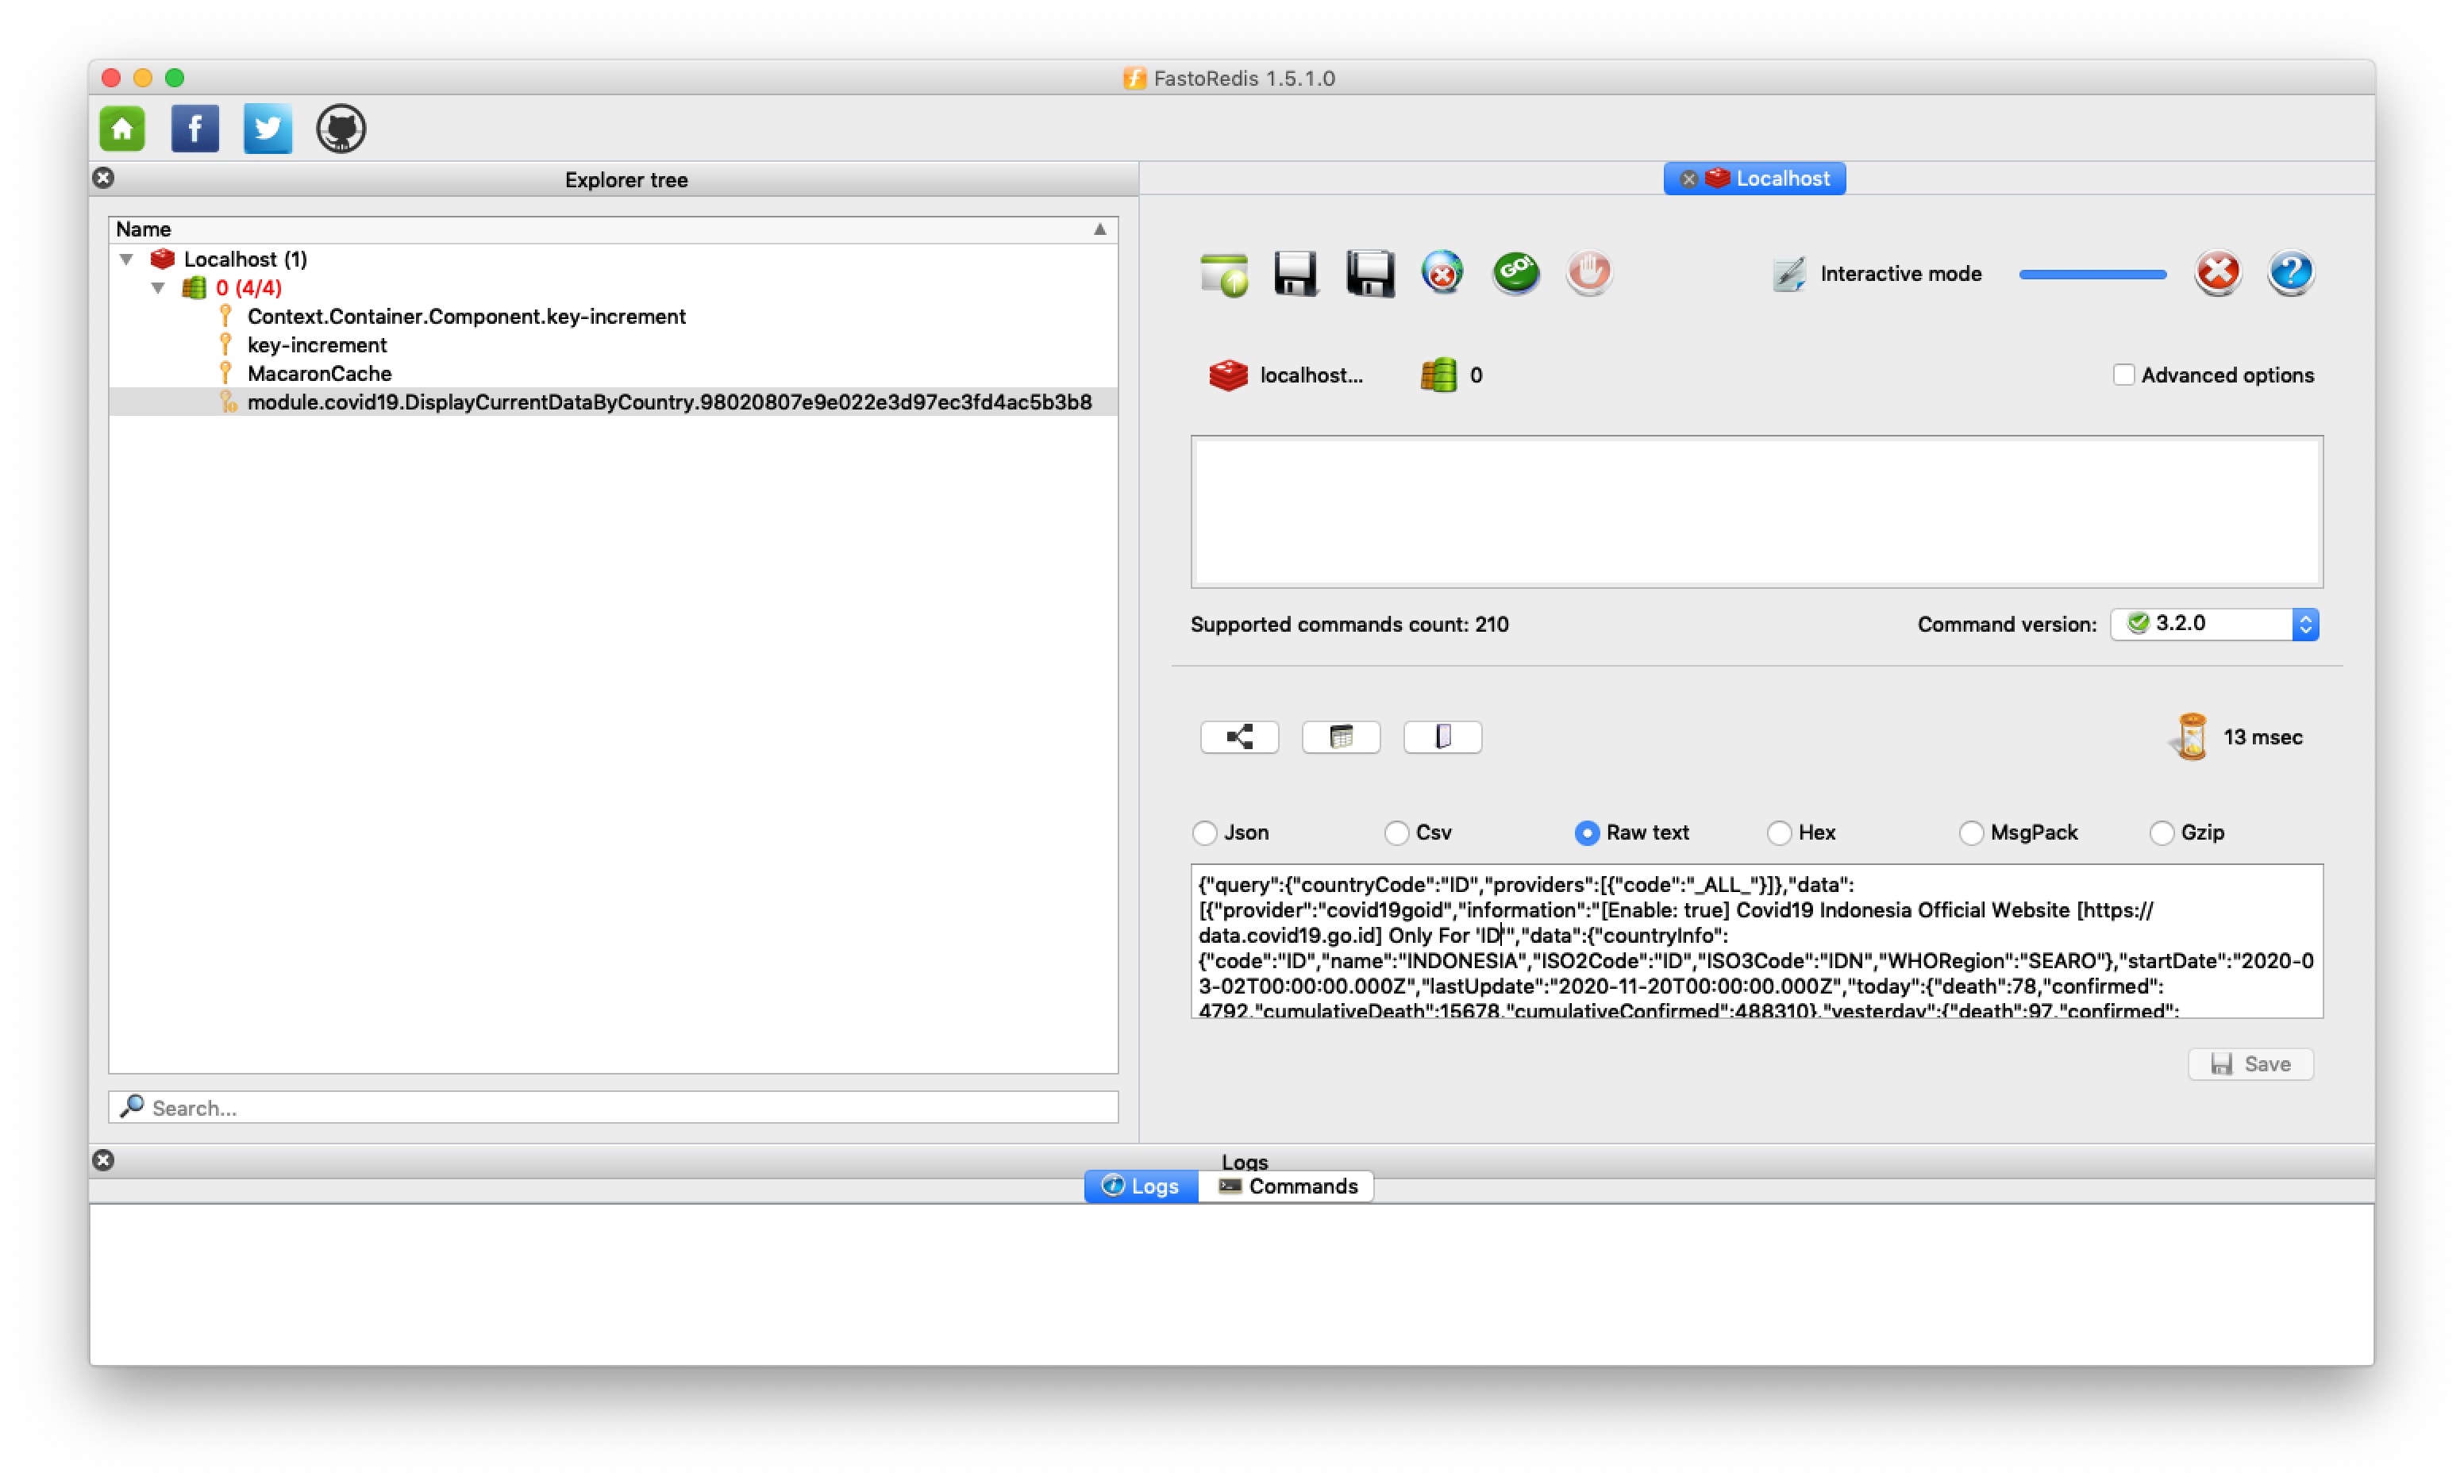 FastoRedis 1.5.1.0
Explorer tree
Localhost
Name
Localhost (1)
0 (4/4)
Context.Container.Component.key-increment
key-increment
MacaronCache
module.covid19.DisplayCurrentDataByCountry.98020807e9e022e3d97ec3fd4ac5b3b8
Search...
GO!
Interactive mode
localhost...
0
Advanced options
Supported commands count: 210
Command version:
3.2.0
13 msec
Json
Csv
Raw text
Hex
MsgPack
Gzip
{"query":{"countryCode":"ID","providers":[{"code":"_ALL_"}]},"data":
[{"provider":"covid19goid","information":"[Enable: true] Covid19 Indonesia Official Website [https://
data.covid19.go.id] Only For 'ID'","data":{"countryInfo":
{"code":"ID","name":"INDONESIA","ISO2Code":"ID","ISO3Code":"IDN","WHORegion":"SEARO"},"startDate":"2020-0
3-02T00:00:00.000Z","lastUpdate":"2020-11-20T00:00:00.000Z","today":{"death":78,"confirmed":
4792,"cumulativeDeath":15678,"cumulativeConfirmed":488310},"yesterday":{"death":97,"confirmed":
Save
Logs
Logs
Commands